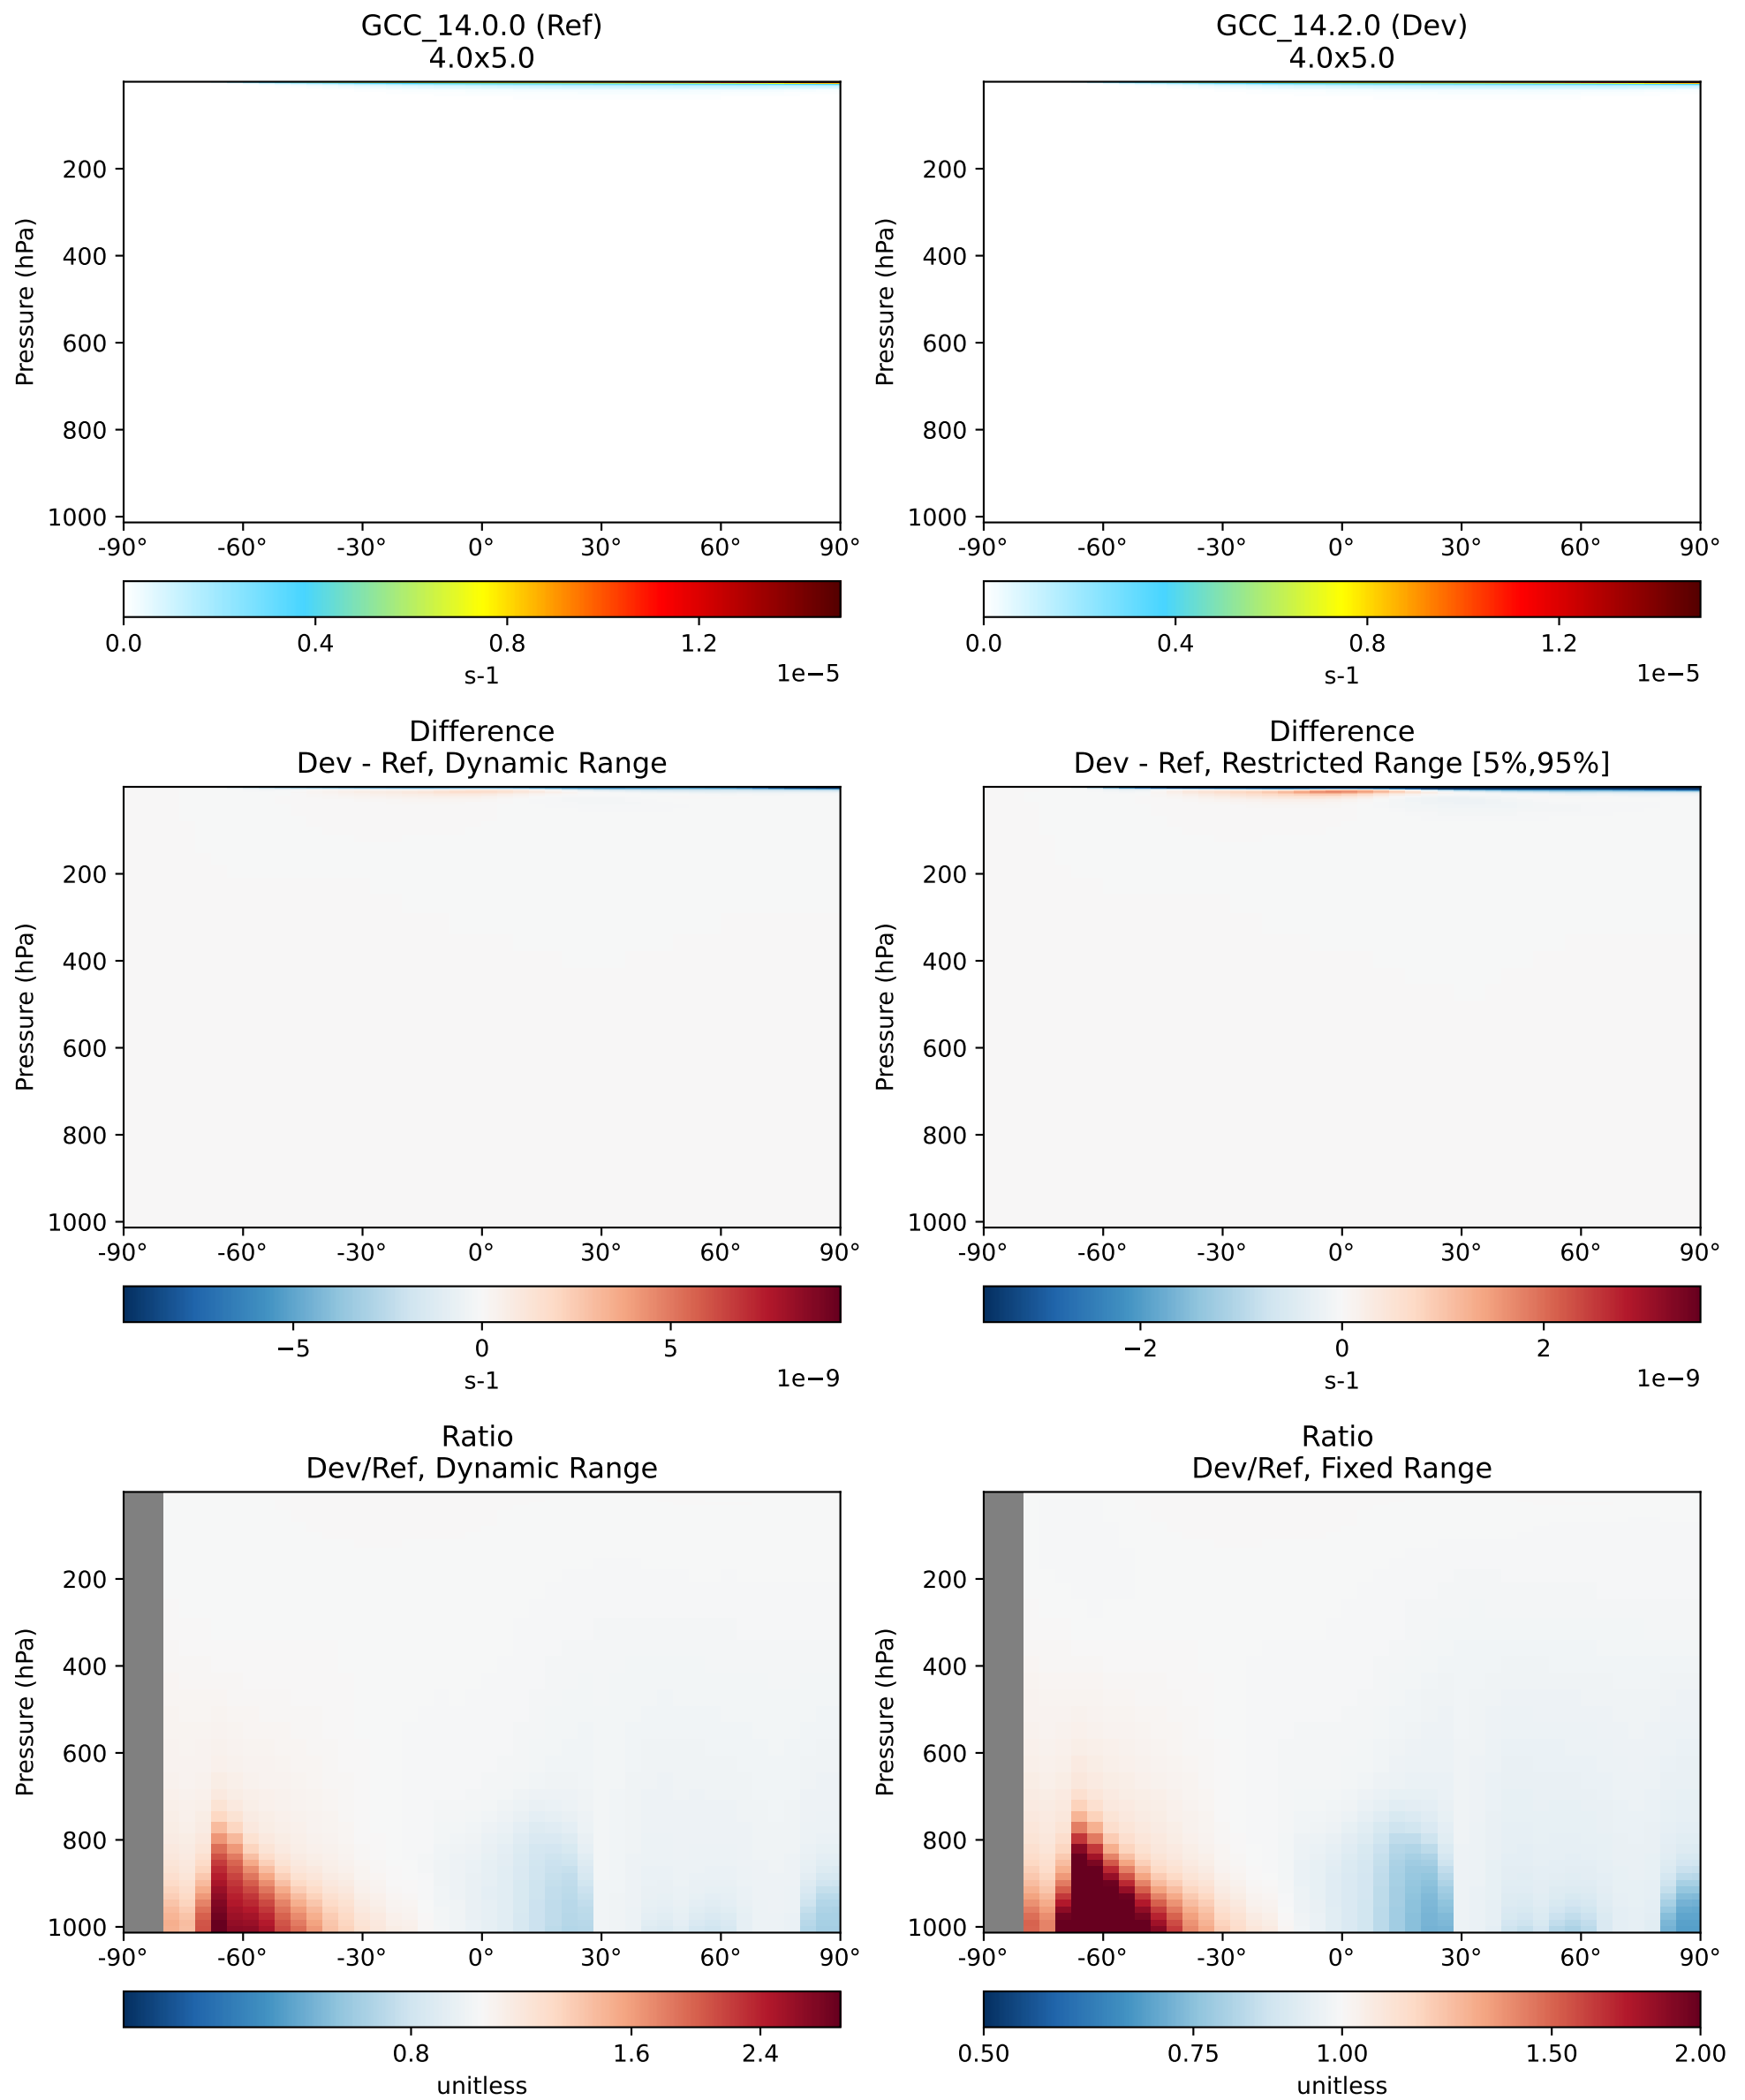 GCC_14.0.0 (Ref)
4.0x5.0
Pressure (hPa)
200
400
600
800
1000
-90° -60° -30° 0° 30° 60° 90°
0.0 0.4 0.8 1.2
s-1 1e−5
GCC_14.2.0 (Dev)
4.0x5.0
Pressure (hPa)
200
400
600
800
1000
-90° -60° -30° 0° 30° 60° 90°
0.0 0.4 0.8 1.2
s-1 1e−5
Difference
Dev - Ref, Dynamic Range
Pressure (hPa)
200
400
600
800
1000
-90° -60° -30° 0° 30° 60° 90°
−5 0 5
s-1 1e−9
Difference
Dev - Ref, Restricted Range [5%,95%]
Pressure (hPa)
200
400
600
800
1000
-90° -60° -30° 0° 30° 60° 90°
−2 0 2
s-1 1e−9
Ratio
Dev/Ref, Dynamic Range
Pressure (hPa)
200
400
600
800
1000
-90° -60° -30° 0° 30° 60° 90°
0.8 1.6 2.4
unitless
Ratio
Dev/Ref, Fixed Range
Pressure (hPa)
200
400
600
800
1000
-90° -60° -30° 0° 30° 60° 90°
0.50 0.75 1.00 1.50 2.00
unitless